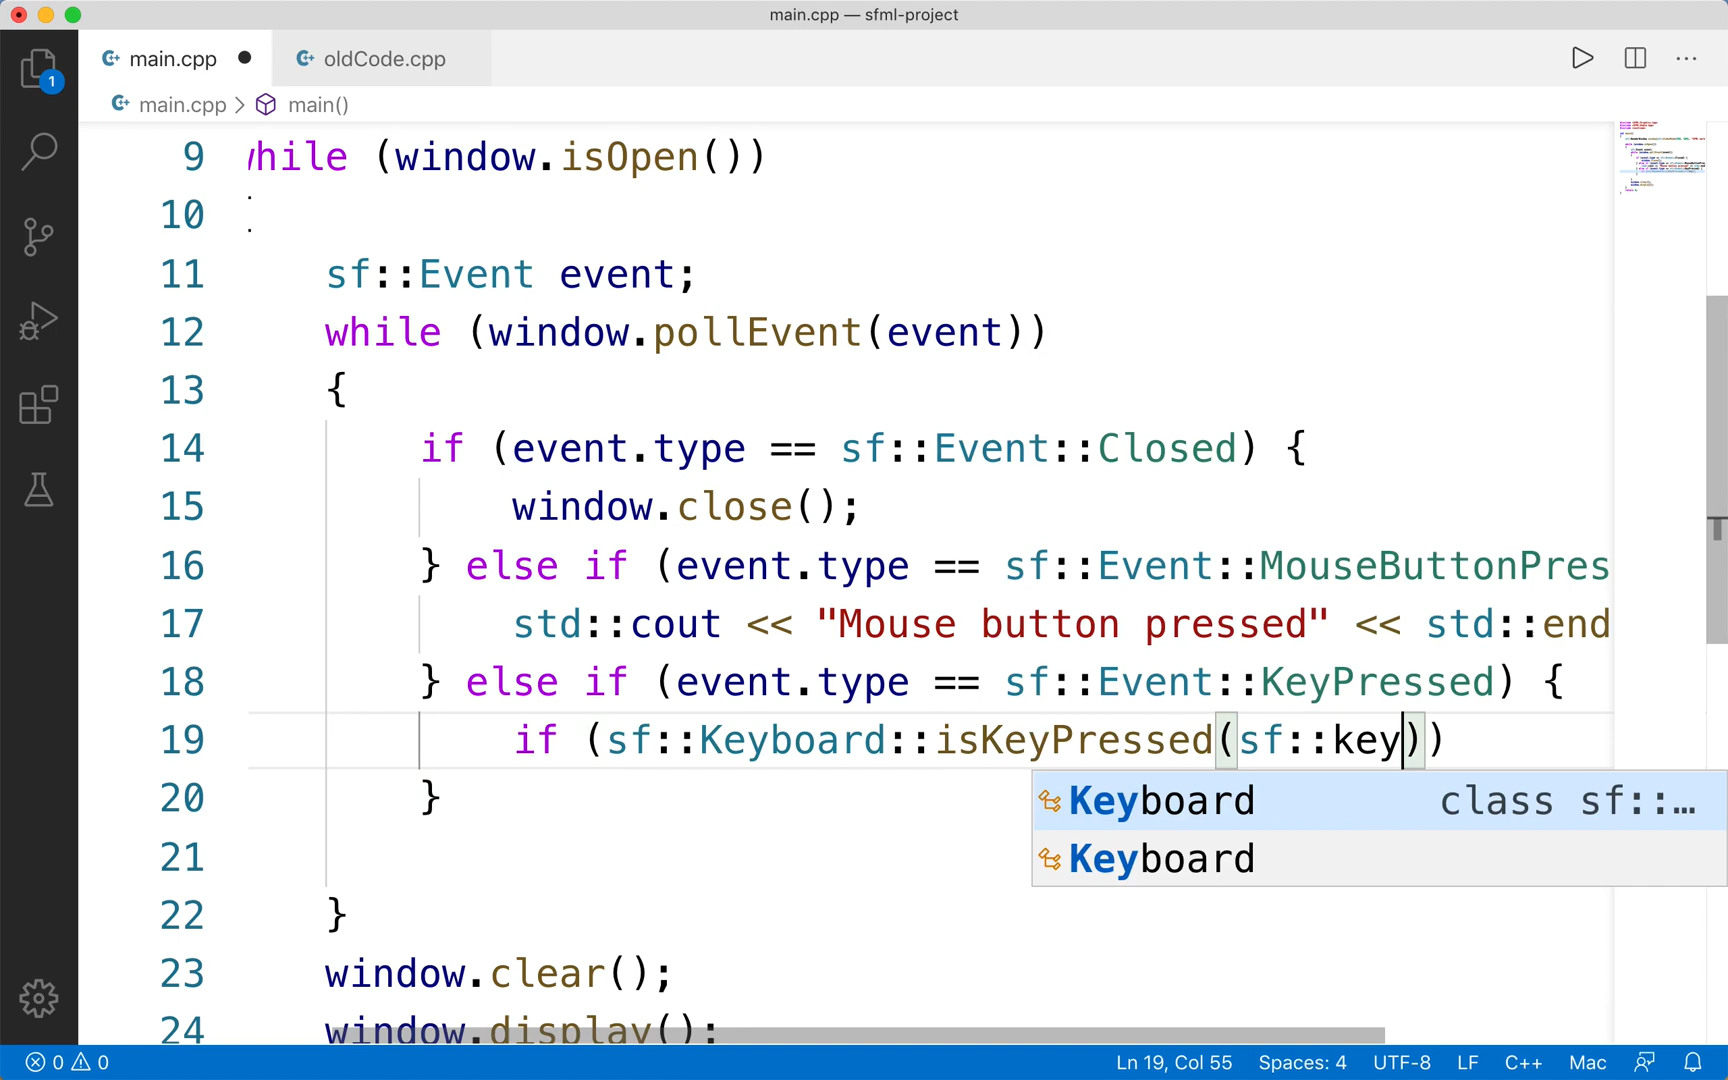 main.cpp — sfml-project
main.cpp
oldCode.cpp
1
main.cpp > main()
9 while (window.isOpen())
10
11 sf::Event event;
12 while (window.pollEvent(event))
13 {
14 if (event.type == sf::Event::Closed) {
15 window.close();
16 } else if (event.type == sf::Event::MouseButtonPres
17 std::cout << "Mouse button pressed" << std::end
18 } else if (event.type == sf::Event::KeyPressed) {
19 if (sf::Keyboard::isKeyPressed(sf::key))
Keyboard class sf::…
20 }
Keyboard
21
22 }
23 window.clear();
24 window.display();
0 0 Ln 19, Col 55 Spaces: 4 UTF-8 LF C++ Mac